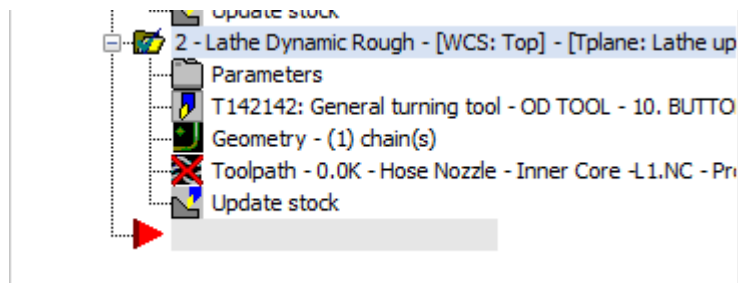 Update stock
2 - Lathe Dynamic Rough - [WCS: Top] - [Tplane: Lathe up
Parameters
T142142: General turning tool - OD TOOL - 10. BUTTO
Geometry - (1) chain(s)
Toolpath - 0.0K - Hose Nozzle - Inner Core -L1.NC - Pr
Update stock